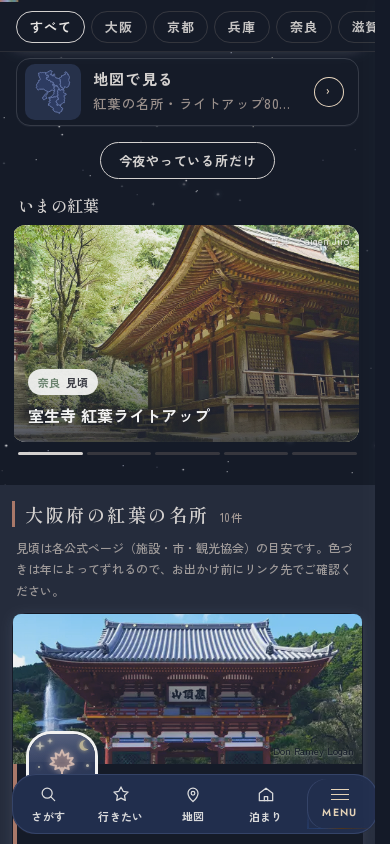 すべて 大阪 京都 兵庫 奈良 滋賀
地図で見る
紅葉の名所・ライトアップ80...
今夜やっている所だけ
いまの紅葉
奈良 見頃
室生寺 紅葉ライトアップ
大阪府の紅葉の名所 10件
見頃は各公式ページ（施設・市・観光協会）の目安です。色づ
きは年によってずれるので、お出かけ前にリンク先でご確認く
ださい。
山頂
Don Ramey Logan
さがす 行きたい 地図 泊まり MENU